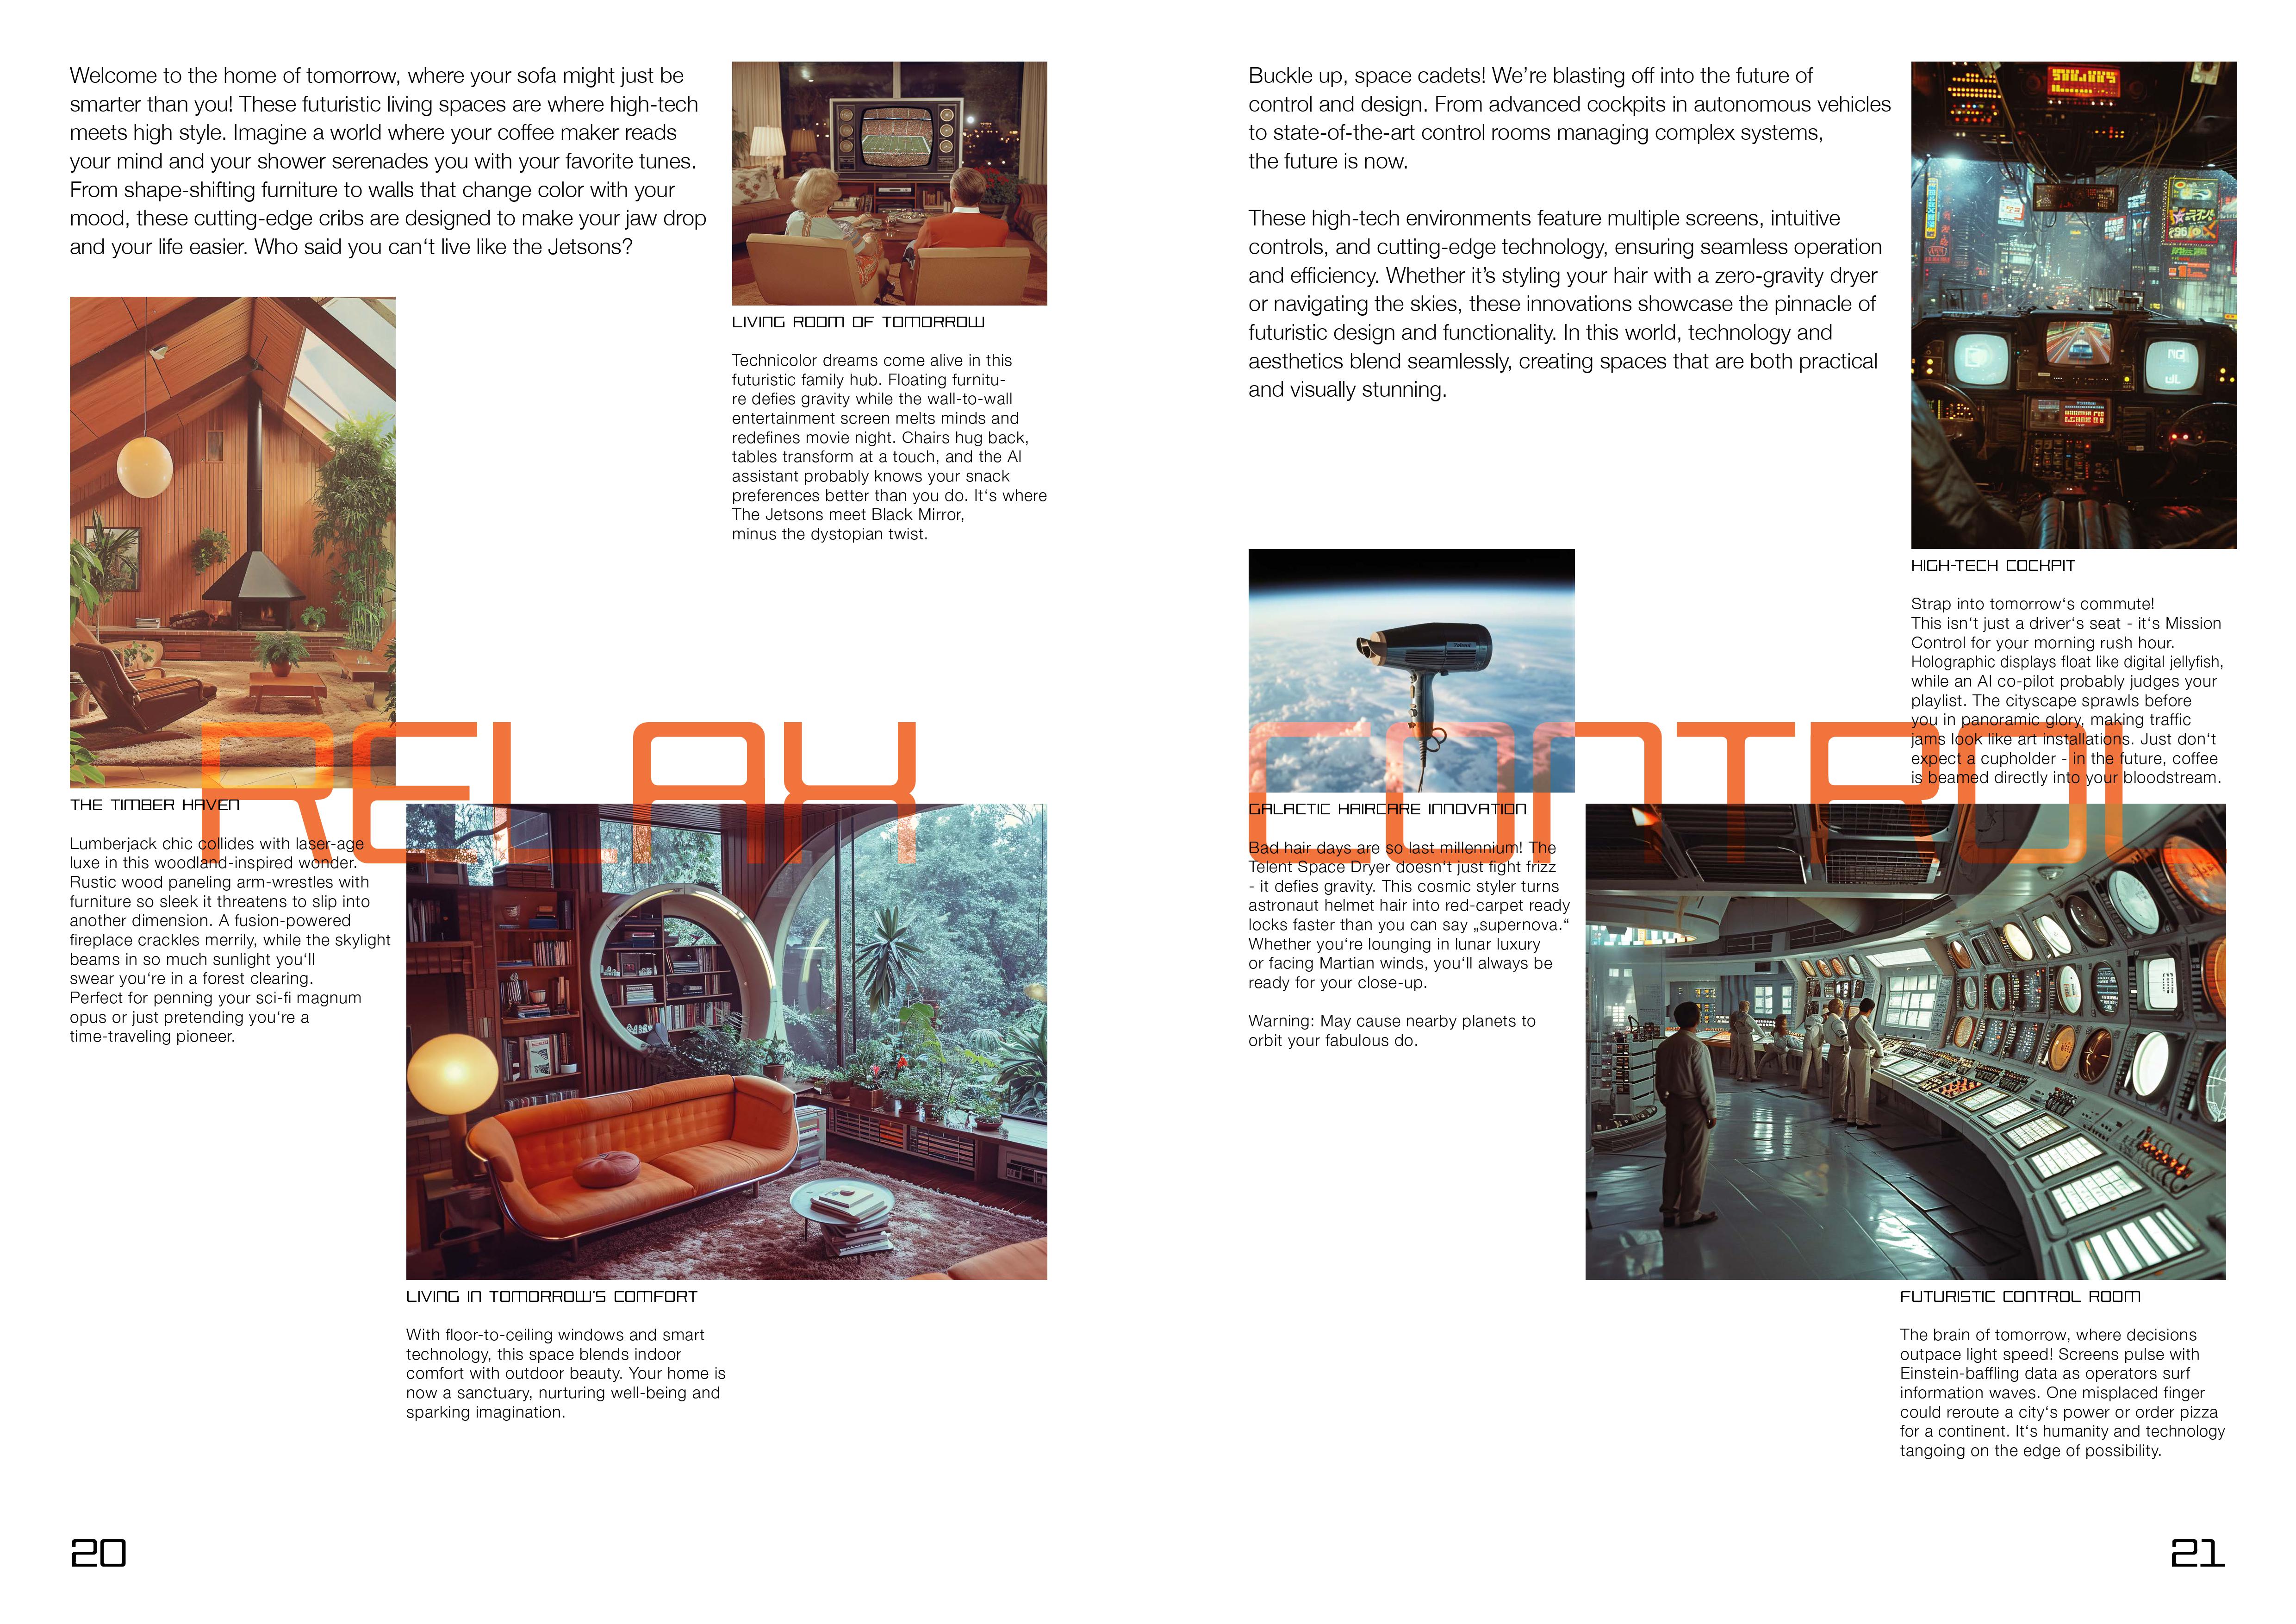 Welcome to the home of tomorrow, where your sofa might just be
smarter than you! These futuristic living spaces are where high-tech
meets high style. Imagine a world where your coffee maker reads
your mind and your shower serenades you with your favorite tunes.
From shape-shifting furniture to walls that change color with your
mood, these cutting-edge cribs are designed to make your jaw drop
and your life easier. Who said you can‘t live like the Jetsons?
LIVING ROOM OF TOMORROW
Technicolor dreams come alive in this
futuristic family hub. Floating furnitu-
re defies gravity while the wall-to-wall
entertainment screen melts minds and
redefines movie night. Chairs hug back,
tables transform at a touch, and the AI
assistant probably knows your snack
preferences better than you do. It‘s where
The Jetsons meet Black Mirror,
minus the dystopian twist.
RELAX
THE TIMBER HAVEN
Lumberjack chic collides with laser-age
luxe in this woodland-inspired wonder.
Rustic wood paneling arm-wrestles with
furniture so sleek it threatens to slip into
another dimension. A fusion-powered
fireplace crackles merrily, while the skylight
beams in so much sunlight you‘ll
swear you‘re in a forest clearing.
Perfect for penning your sci-fi magnum
opus or just pretending you‘re a
time-traveling pioneer.
LIVING IN TOMORROW'S COMFORT
With floor-to-ceiling windows and smart
technology, this space blends indoor
comfort with outdoor beauty. Your home is
now a sanctuary, nurturing well-being and
sparking imagination.
20
Buckle up, space cadets! We’re blasting off into the future of
control and design. From advanced cockpits in autonomous vehicles
to state-of-the-art control rooms managing complex systems,
the future is now.
These high-tech environments feature multiple screens, intuitive
controls, and cutting-edge technology, ensuring seamless operation
and efficiency. Whether it’s styling your hair with a zero-gravity dryer
or navigating the skies, these innovations showcase the pinnacle of
futuristic design and functionality. In this world, technology and
aesthetics blend seamlessly, creating spaces that are both practical
and visually stunning.
HIGH-TECH COCKPIT
Strap into tomorrow‘s commute!
This isn‘t just a driver‘s seat - it‘s Mission
Control for your morning rush hour.
Holographic displays float like digital jellyfish,
while an AI co-pilot probably judges your
playlist. The cityscape sprawls before
you in panoramic glory, making traffic
jams look like art installations. Just don‘t
expect a cupholder - in the future, coffee
is beamed directly into your bloodstream.
CONTROL
GALACTIC HAIRCARE INNOVATION
Bad hair days are so last millennium! The
Telent Space Dryer doesn‘t just fight frizz
- it defies gravity. This cosmic styler turns
astronaut helmet hair into red-carpet ready
locks faster than you can say „supernova.“
Whether you‘re lounging in lunar luxury
or facing Martian winds, you‘ll always be
ready for your close-up.
Warning: May cause nearby planets to
orbit your fabulous do.
FUTURISTIC CONTROL ROOM
The brain of tomorrow, where decisions
outpace light speed! Screens pulse with
Einstein-baffling data as operators surf
information waves. One misplaced finger
could reroute a city‘s power or order pizza
for a continent. It‘s humanity and technology
tangoing on the edge of possibility.
21